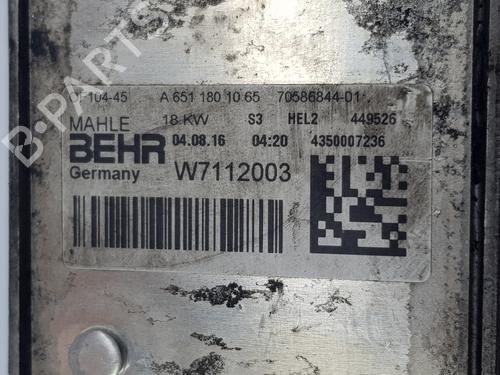 104-45 A 651 180 10 65 70586844-01
MAHLE 18 KW S3 HEL2 449526
BEHR 04.08.16 04:20 4350007236
Germany W7112003
B-PARTS